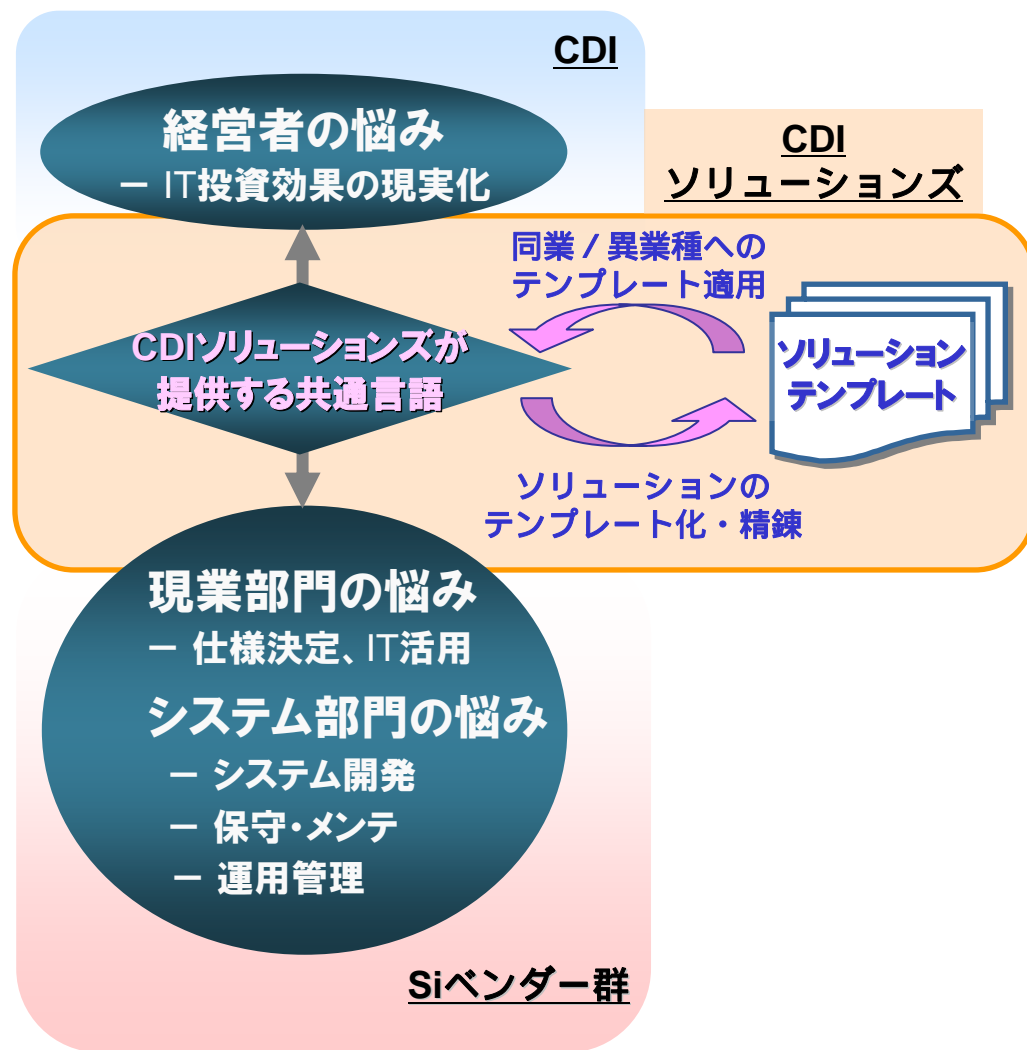 CDI
経営者の悩み
－ IT投資効果の現実化
CDI
ソリューションズ
同業 / 異業種への
テンプレート適用
CDIソリューションズが
提供する共通言語
ソリューション
テンプレート
ソリューションの
テンプレート化・精錬
現業部門の悩み
－ 仕様決定、IT活用
システム部門の悩み
－ システム開発
－ 保守・メンテ
－ 運用管理
Siベンダー群